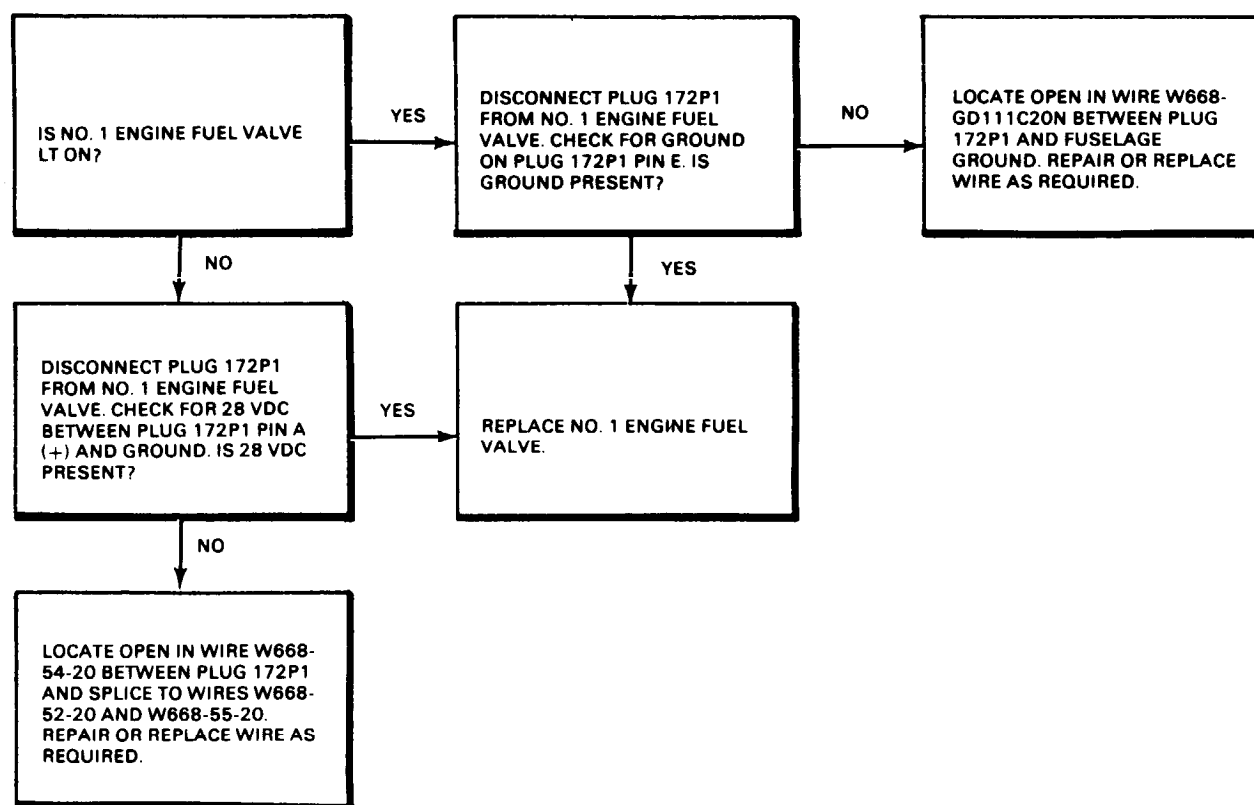 IS NO. 1 ENGINE FUEL VALVE
LT ON?
YES
DISCONNECT PLUG 172P1
FROM NO. 1 ENGINE FUEL
VALVE. CHECK FOR GROUND
ON PLUG 172P1 PIN E. IS
GROUND PRESENT?
NO
LOCATE OPEN IN WIRE W668-
GD111C20N BETWEEN PLUG
172P1 AND FUSELAGE
GROUND. REPAIR OR REPLACE
WIRE AS REQUIRED.
NO
YES
DISCONNECT PLUG 172P1
FROM NO. 1 ENGINE FUEL
VALVE. CHECK FOR 28 VDC
BETWEEN PLUG 172P1 PIN A
(+) AND GROUND. IS 28 VDC
PRESENT?
YES
REPLACE NO. 1 ENGINE FUEL
VALVE.
NO
LOCATE OPEN IN WIRE W668-
54-20 BETWEEN PLUG 172P1
AND SPLICE TO WIRES W668-
52-20 AND W668-55-20.
REPAIR OR REPLACE WIRE AS
REQUIRED.